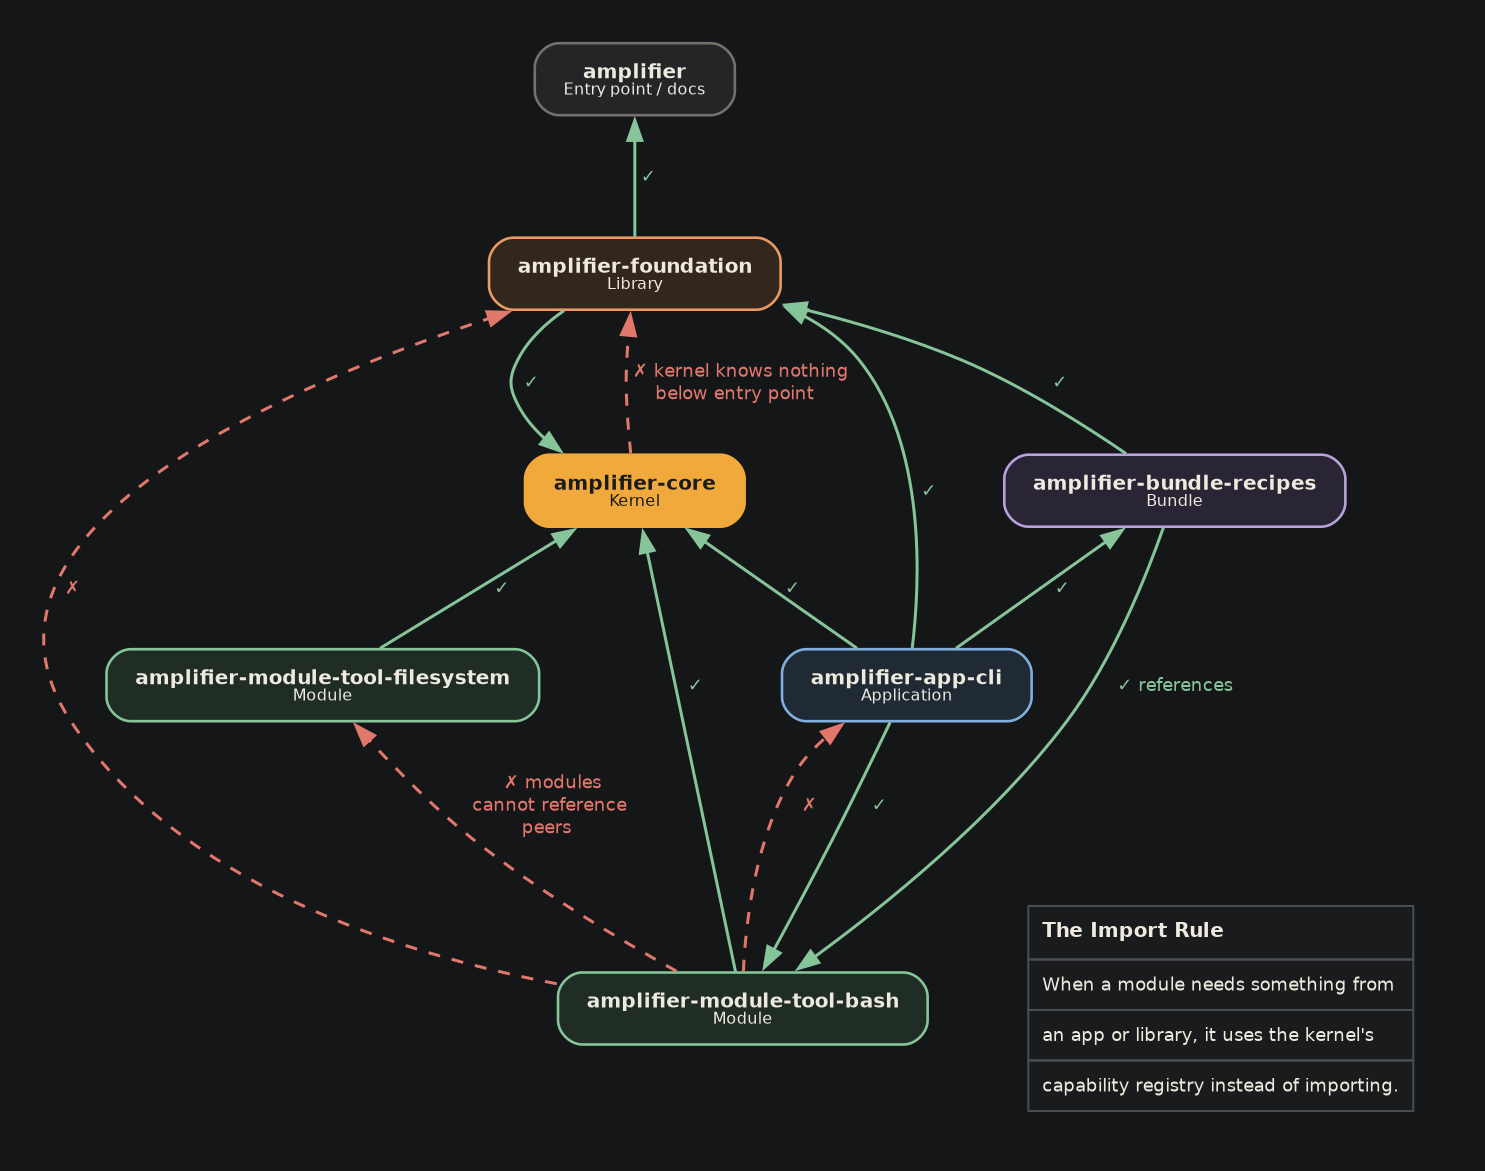 amplifier
Entry point / docs
✓
amplifier-foundation
Library
✗ kernel knows nothing
below entry point
✓
✓
amplifier-core
Kernel
amplifier-bundle-recipes
Bundle
✓
✗
✓
✓
✓
amplifier-module-tool-filesystem
Module
amplifier-app-cli
Application
✓
✓ references
✗ modules
cannot reference
peers
✗
✓
amplifier-module-tool-bash
Module
The Import Rule
When a module needs something from
an app or library, it uses the kernel's
capability registry instead of importing.